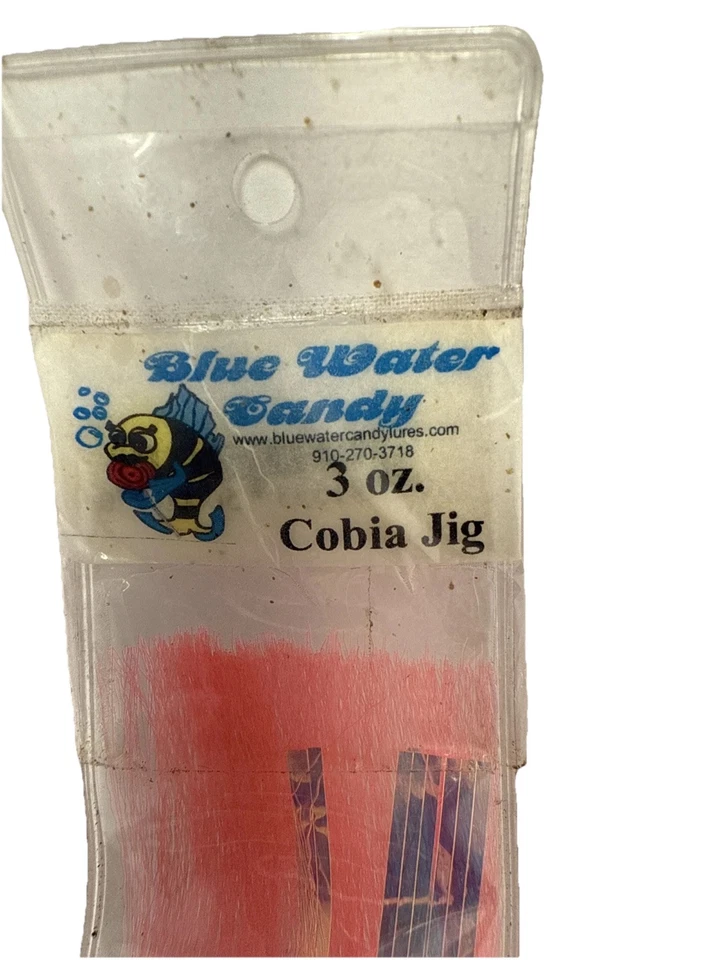 Blue Water
Candy
www.bluewatercandylures.com
910-270-3718
3 oz.
Cobia Jig